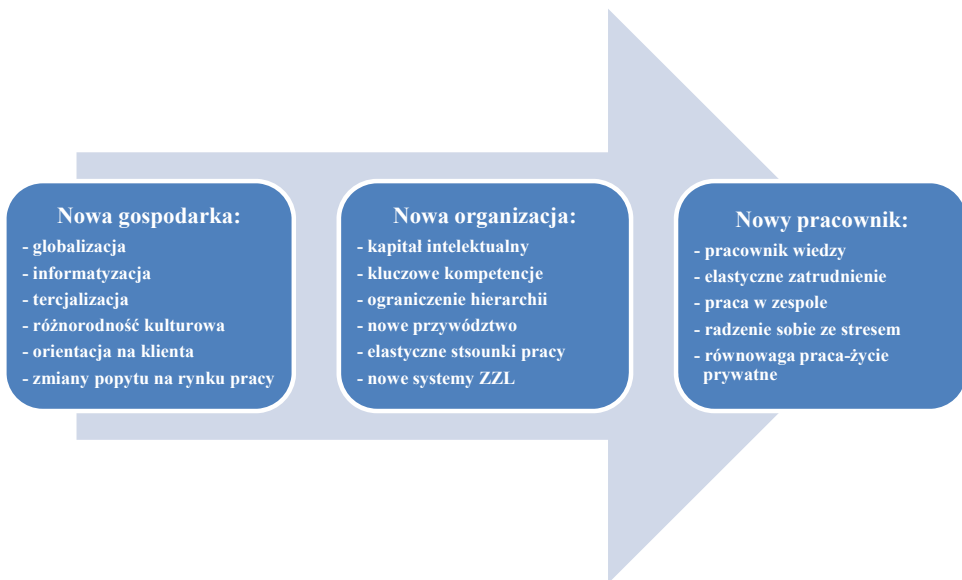 Nowa gospodarka:
- globalizacja
- informatyzacja
- tercjalizacja
- różnorodność kulturowa
- orientacja na klienta
- zmiany popytu na rynku pracy
Nowa organizacja:
- kapitał intelektualny
- kluczowe kompetencje
- ograniczenie hierarchii
- nowe przywództwo
- elastyczne stsounki pracy
- nowe systemy ZZL
Nowy pracownik:
- pracownik wiedzy
- elastyczne zatrudnienie
- praca w zespole
- radzenie sobie ze stresem
- równowaga praca-życie
prywatne